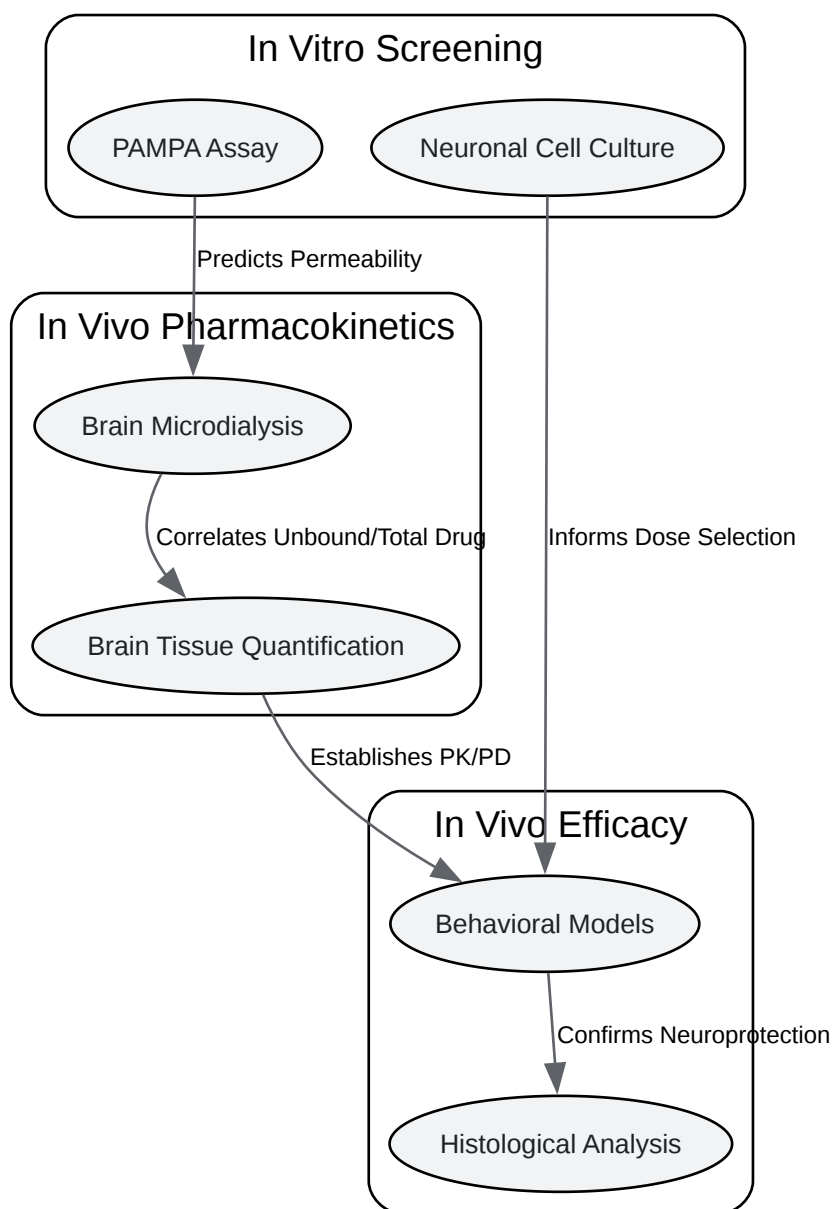 In Vitro Screening
PAMPA Assay
Neuronal Cell Culture
Predicts Permeability
In Vivo Pharmacokinetics
Brain Microdialysis
Correlates Unbound/Total Drug
Informs Dose Selection
Brain Tissue Quantification
Establishes PK/PD
In Vivo Efficacy
Behavioral Models
Confirms Neuroprotection
Histological Analysis